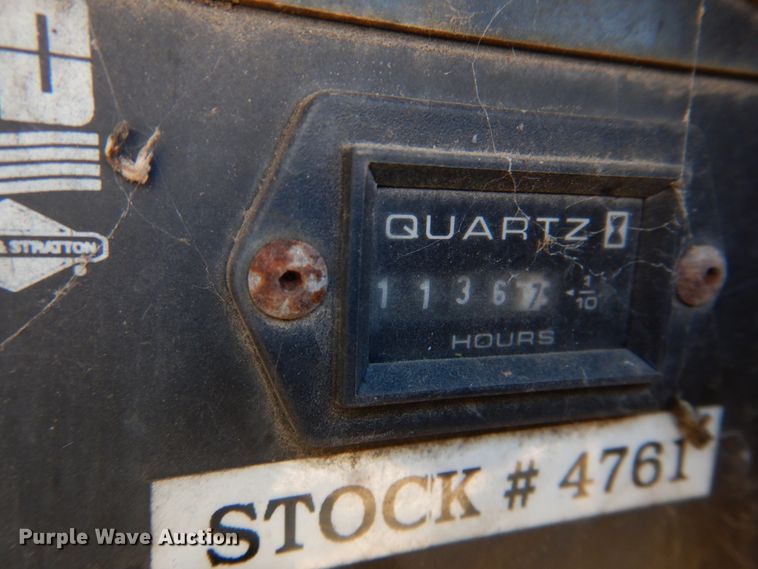 & STRATTON
QUARTZ
1 1 3 6 7 1/10
HOURS
STOCK # 4761
Purple Wave Auction